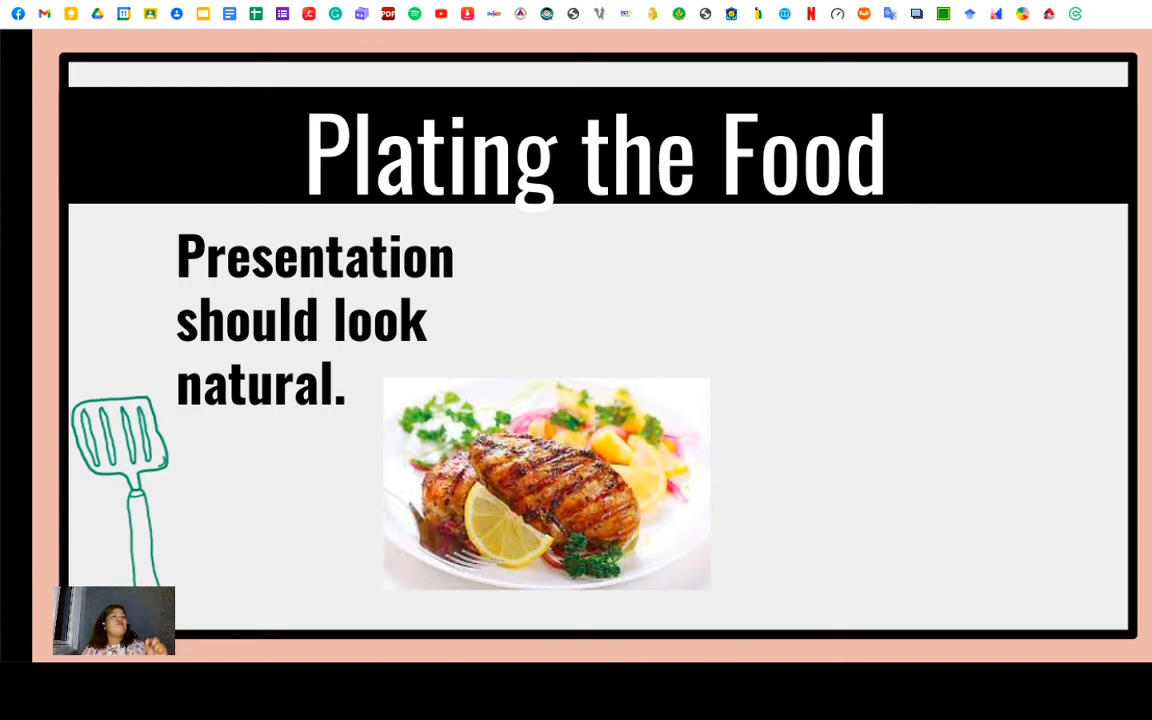 Plating the Food
Presentation
should look
natural.